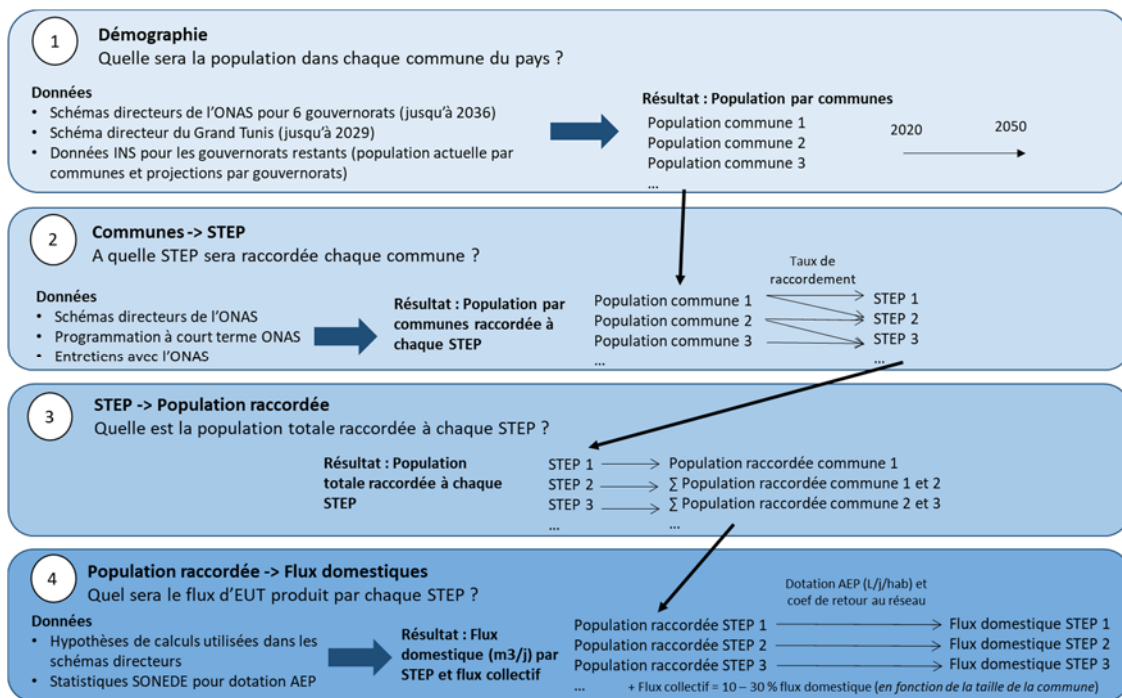 1
Démographie
Quelle sera la population dans chaque commune du pays ?
Données
• Schémas directeurs de l'ONAS pour 6 gouvernorats (jusqu'à 2036)
• Schéma directeur du Grand Tunis (jusqu'à 2029)
• Données INS pour les gouvernorats restants (population actuelle par
communes et projections par gouvernorats)
Résultat : Population par communes
Population commune 1
Population commune 2
Population commune 3
...
2020
2050
2
Communes -> STEP
A quelle STEP sera raccordée chaque commune ?
Données
• Schémas directeurs de l'ONAS
• Programmation à court terme ONAS
• Entretiens avec l'ONAS
Résultat : Population par
communes raccordée à
chaque STEP
Population commune 1
Population commune 2
Population commune 3
...
Taux de
raccordement
STEP 1
STEP 2
STEP 3
...
3
STEP -> Population raccordée
Quelle est la population totale raccordée à chaque STEP ?
Résultat : Population
totale raccordée à chaque
STEP
STEP 1
STEP 2
STEP 3
...
Population raccordée commune 1
∑ Population raccordée commune 1 et 2
∑ Population raccordée commune 2 et 3
...
4
Population raccordée -> Flux domestiques
Quel sera le flux d'EUT produit par chaque STEP ?
Données
• Hypothèses de calculs utilisées dans les
schémas directeurs
• Statistiques SONEDE pour dotation AEP
Résultat : Flux
domestique (m3/j) par
STEP et flux collectif
Dotation AEP (L/j/hab) et
coef de retour au réseau
Population raccordée STEP 1
Population raccordée STEP 2
Population raccordée STEP 3
...
Flux domestique STEP 1
Flux domestique STEP 2
Flux domestique STEP 3
+ Flux collectif = 10 – 30 % flux domestique (en fonction de la taille de la commune)